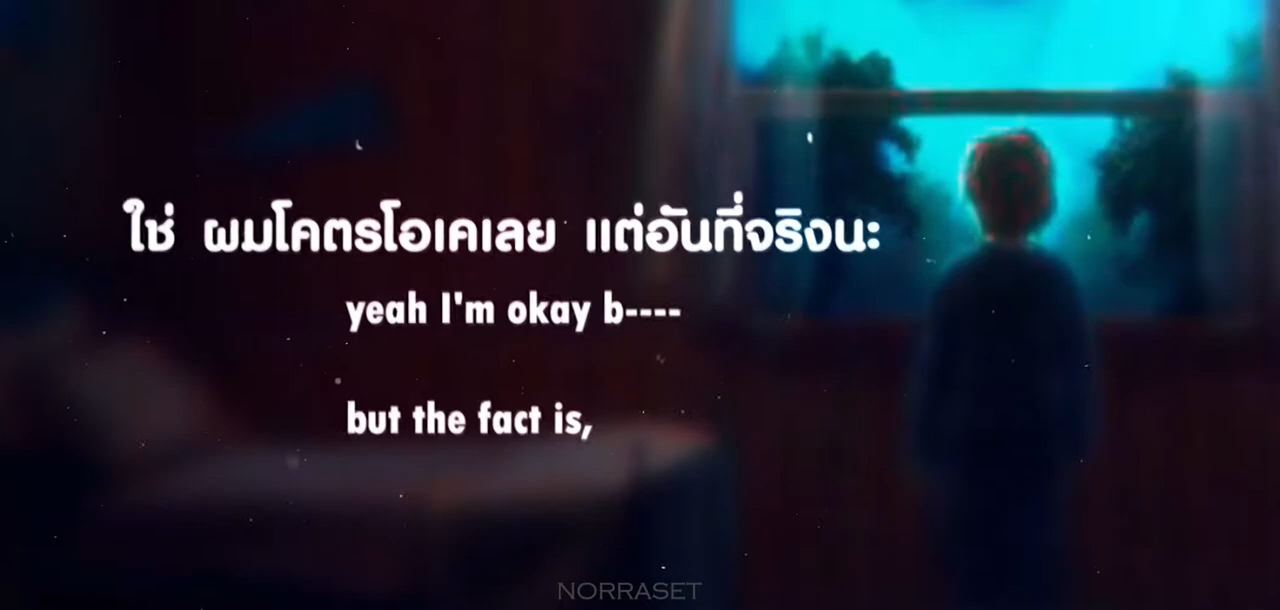 ใช่ ผมโคตรโอเคเลย แต่อันที่จริงนะ
yeah I'm okay b----
but the fact is,
NORRASET